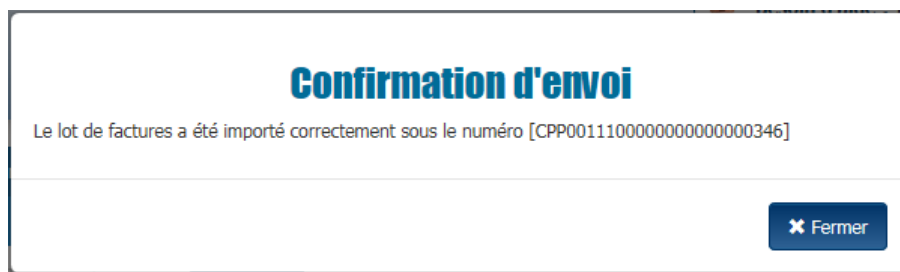 Confirmation d'envoi
Le lot de factures a été importé correctement sous le numéro [CPP0011100000000000000346]
Fermer